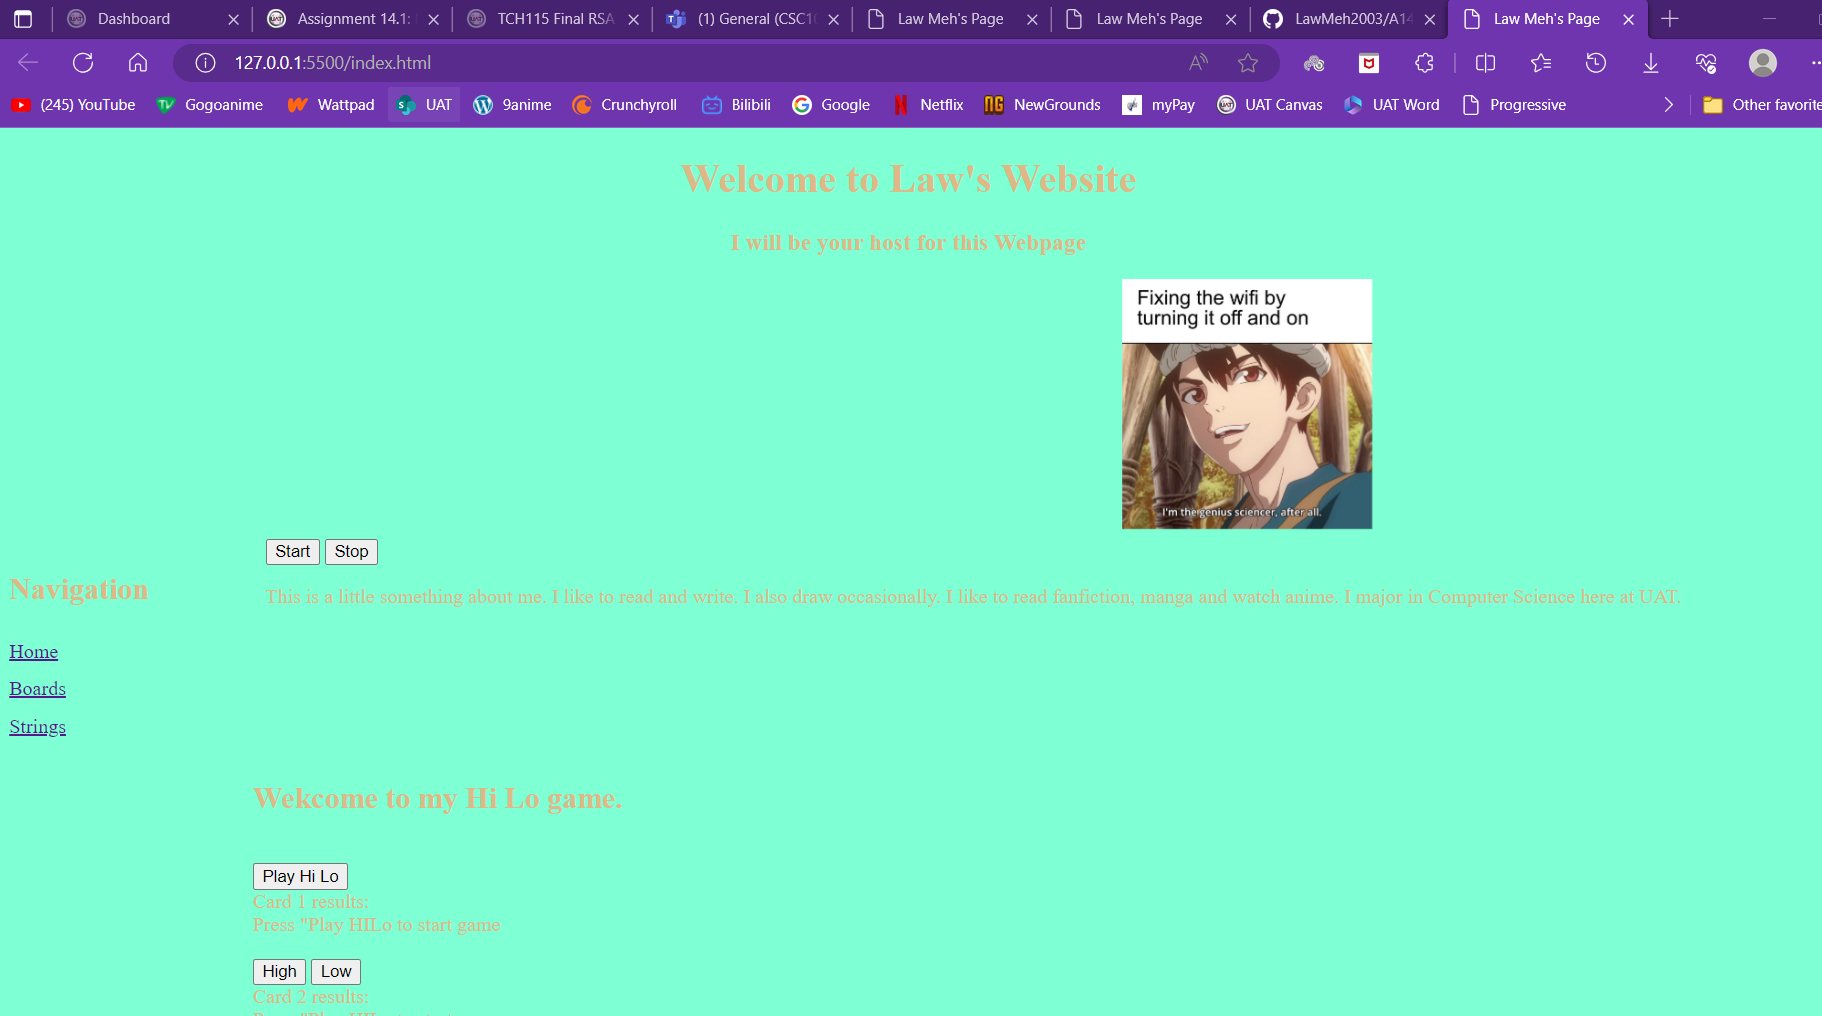 Dashboard
Assignment 14.1:
TCH115 Final RSA
(1) General (CSC1
Law Meh's Page
Law Meh's Page
LawMeh2003/A14
Law Meh's Page
127.0.0.1:5500/index.html
(245) YouTube
Gogoanime
Wattpad
UAT
9anime
Crunchyroll
Bilibili
Google
Netflix
NewGrounds
myPay
UAT Canvas
UAT Word
Progressive
Other favorite
Welcome to Law's Website
I will be your host for this Webpage
Fixing the wifi by
turning it off and on
I'm the genius sciencer, after all.
Start Stop
Navigation
This is a little something about me. I like to read and write. I also draw occasionally. I like to read fanfiction, manga and watch anime. I major in Computer Science here at UAT.
Home
Boards
Strings
Wekcome to my Hi Lo game.
Play Hi Lo
Card 1 results:
Press "Play HILo to start game
High Low
Card 2 results: